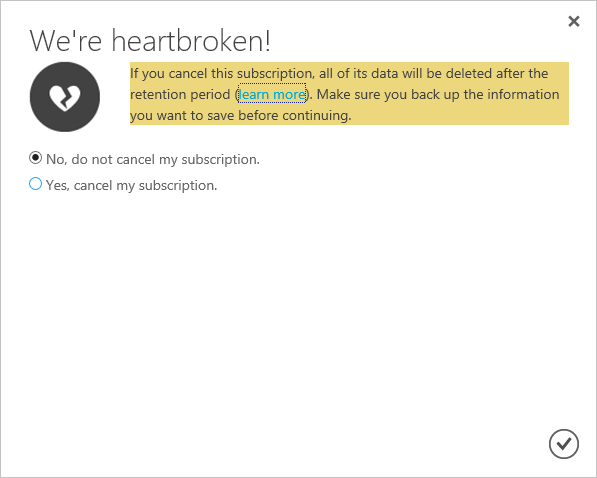 We're heartbroken!
If you cancel this subscription, all of its data will be deleted after the
retention period (learn more). Make sure you back up the information
you want to save before continuing.
No, do not cancel my subscription.
Yes, cancel my subscription.